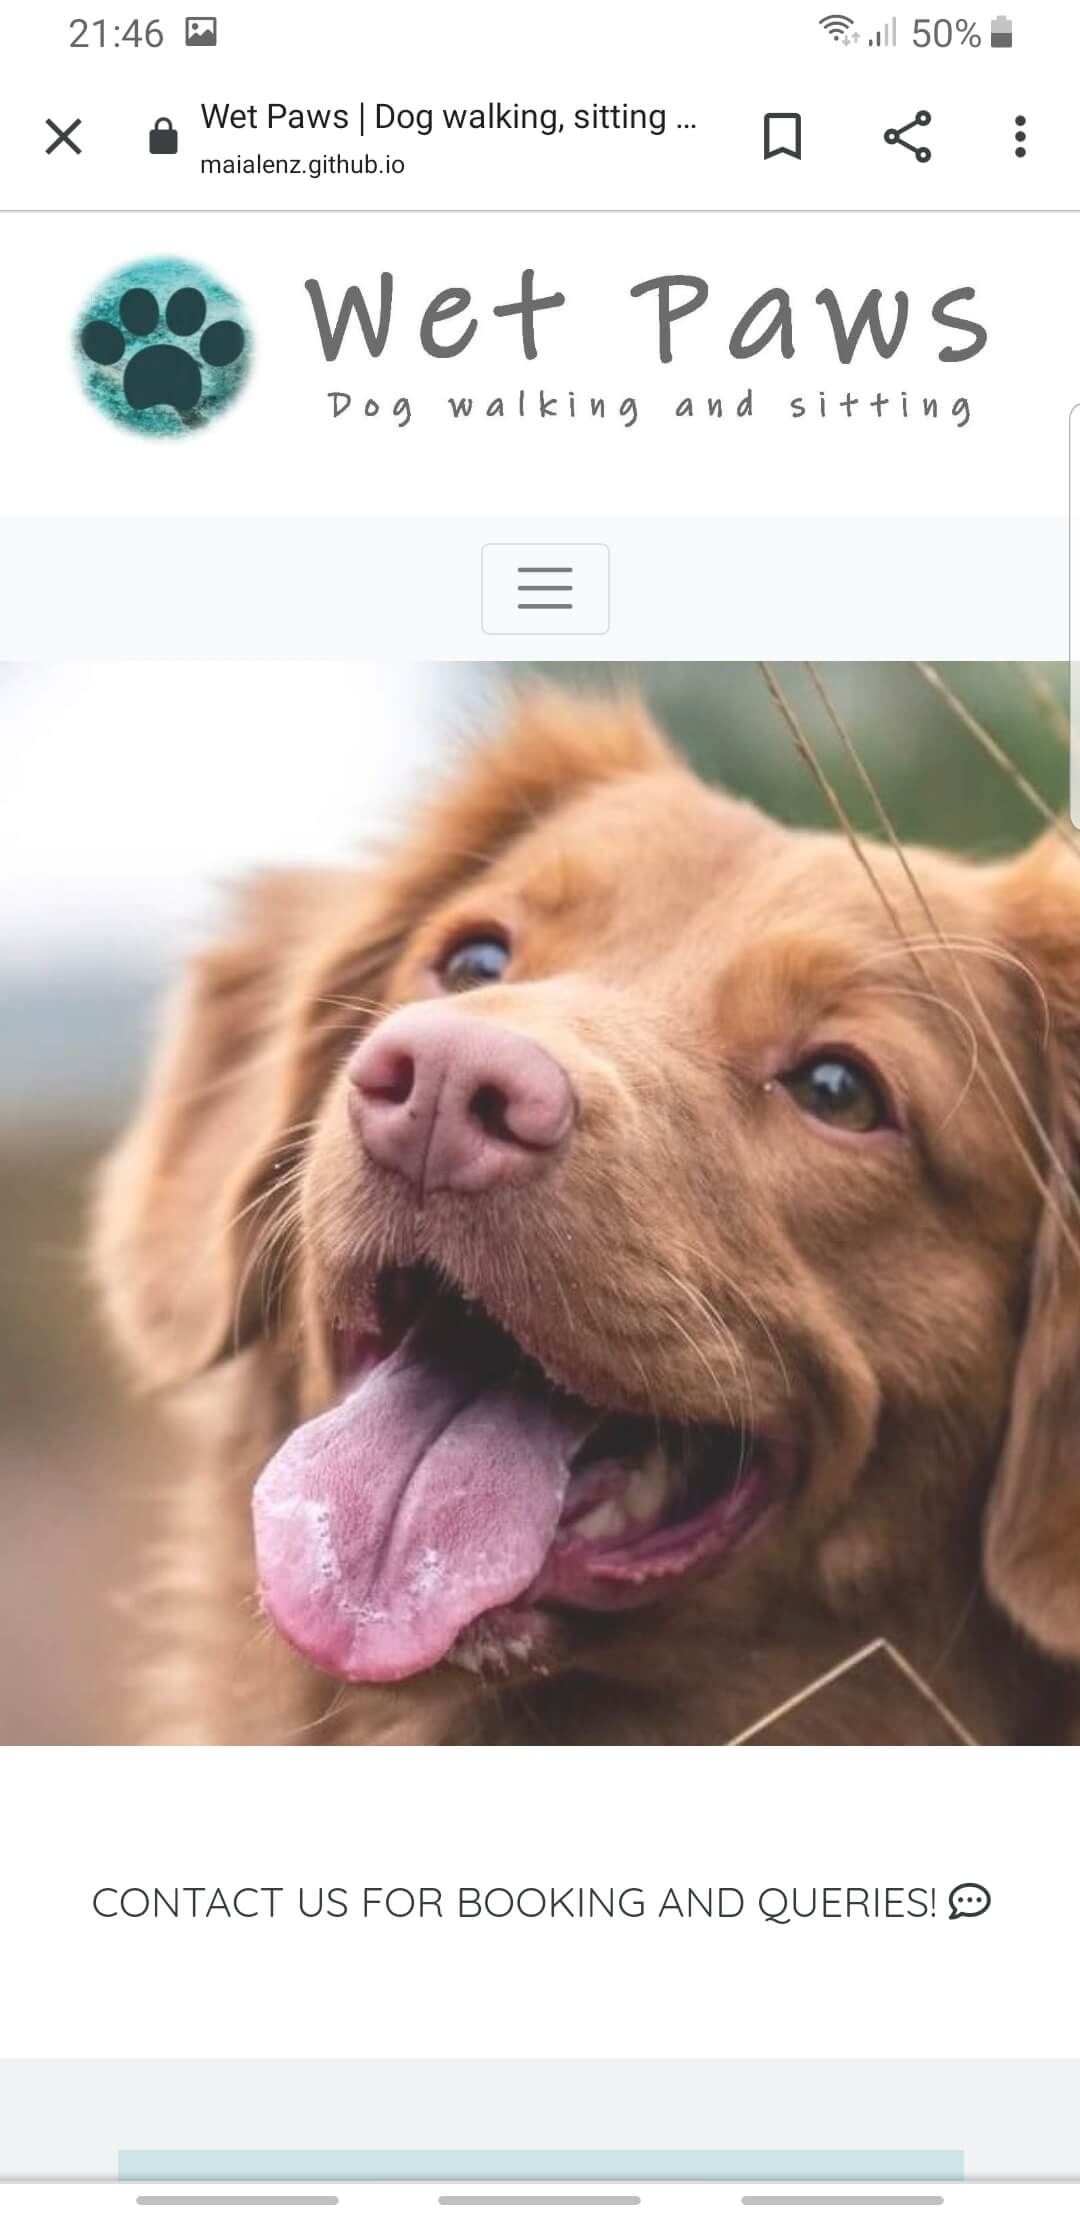 21:46
50%
Wet Paws | Dog walking, sitting ...
maialenz.github.io
Wet Paws
Dog walking and sitting
CONTACT US FOR BOOKING AND QUERIES!